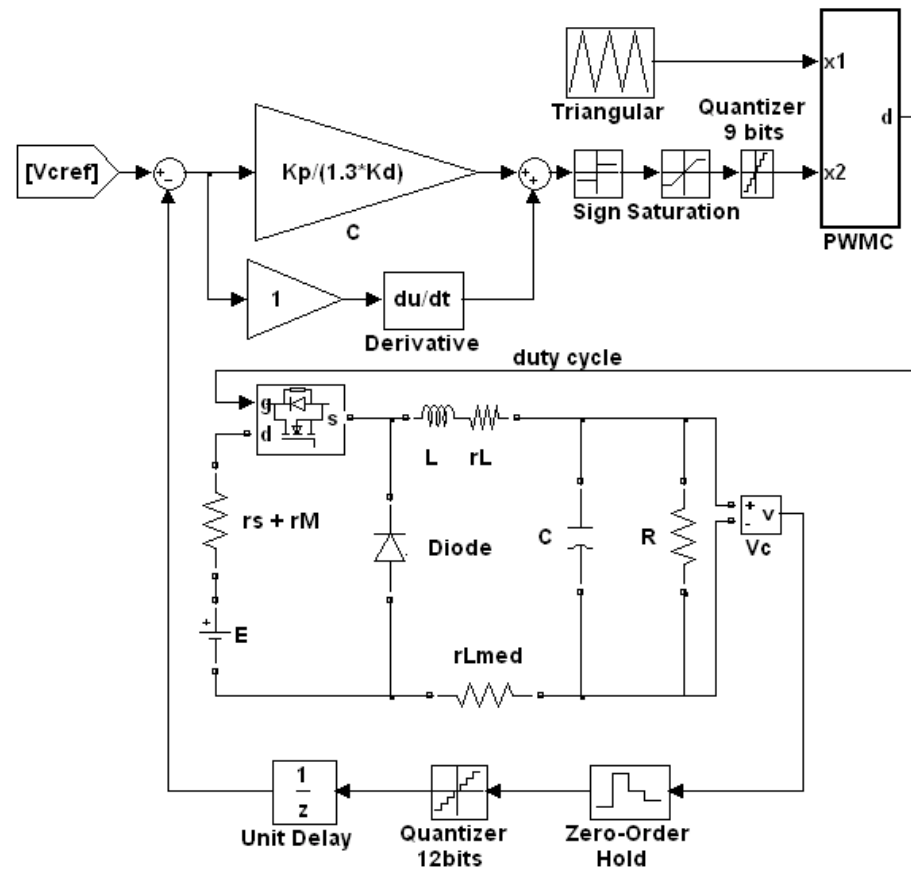 Triangular
Quantizer
9 bits
x1
d
x2
PWMC
[Vcref]
+
-
Kp/(1.3*Kd)
C
+
+
Sign Saturation
1
du/dt
Derivative
duty cycle
g
d
s
L
rL
rs + rM
Diode
C
R
+
-
v
Vc
+
E
rLmed
1
z
Unit Delay
Quantizer
12bits
Zero-Order
Hold